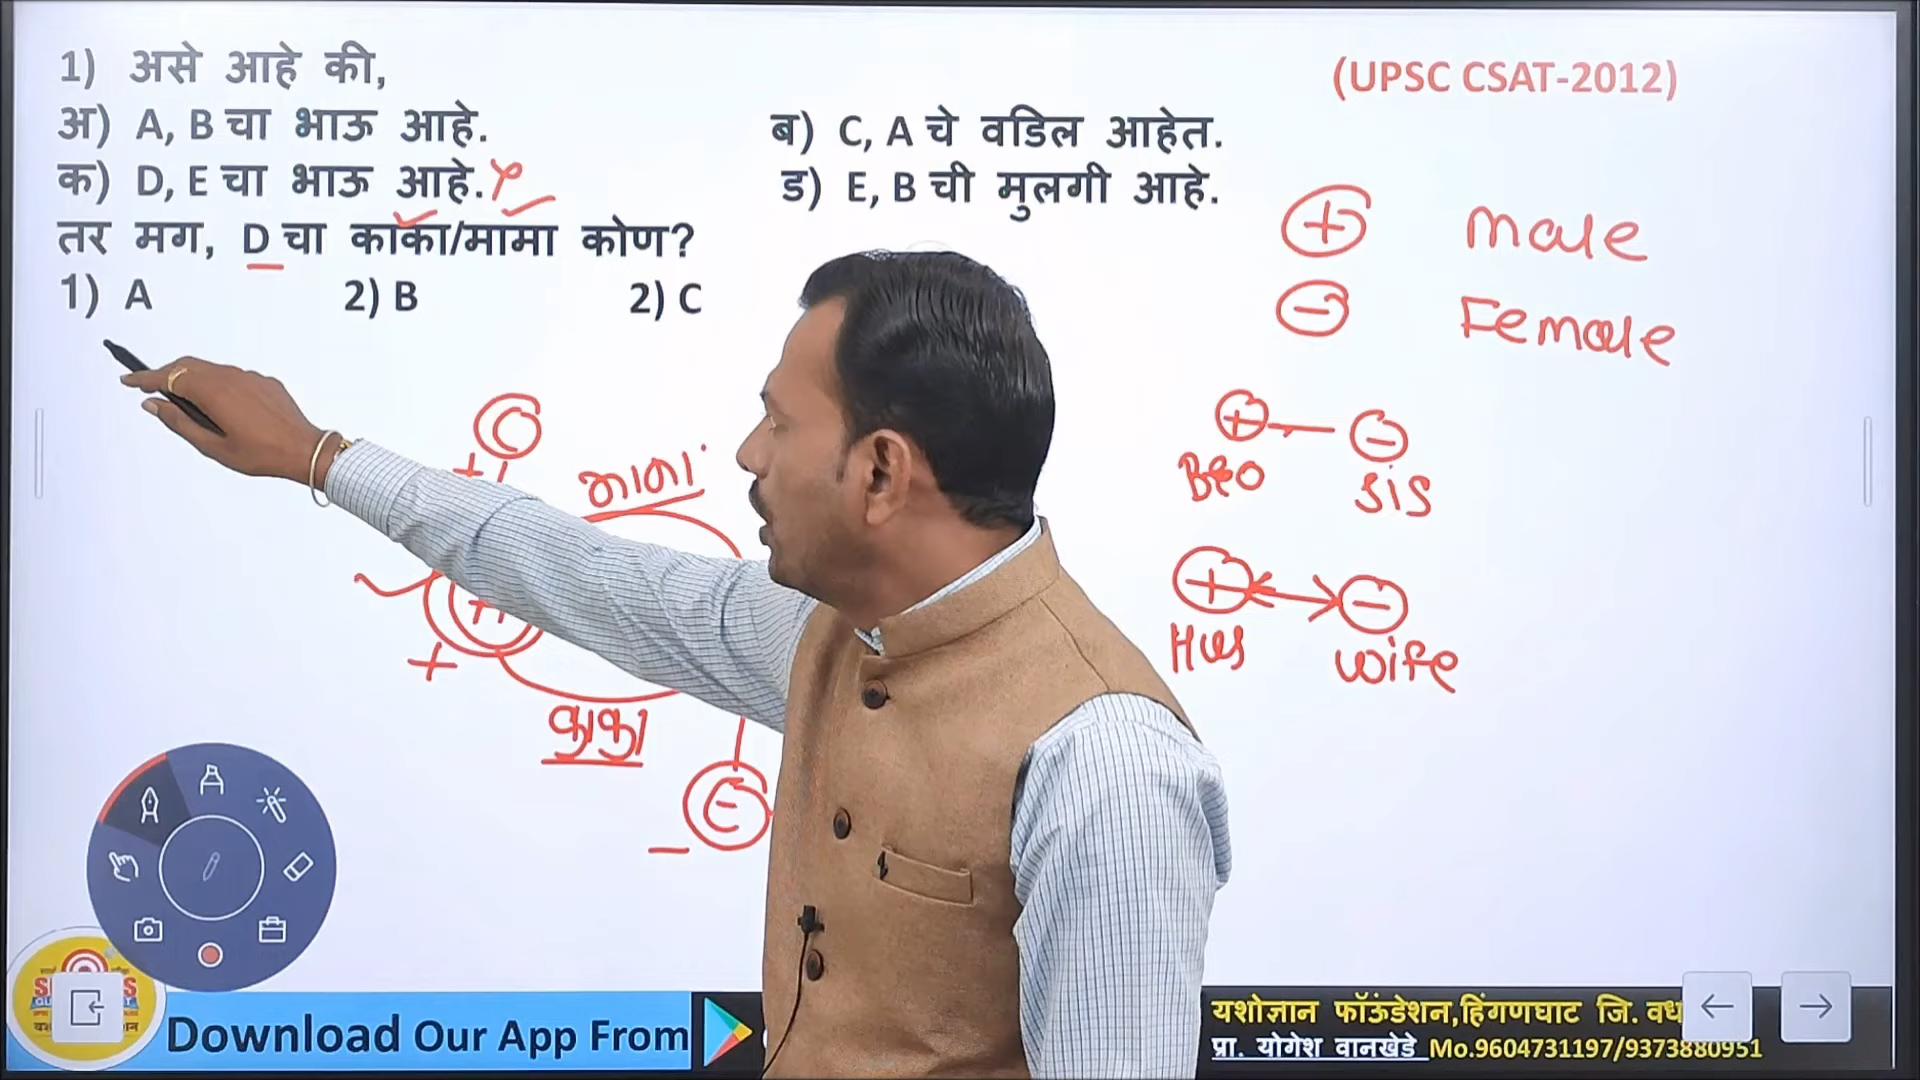 1) असे आहे की,
(UPSC CSAT-2012)
अ) A, B चा भाऊ आहे.
ब) C, A चे वडिल आहेत.
क) D, E चा भाऊ आहे.
ड) E, B ची मुलगी आहे.
तर मग, D चा काका/मामा कोण?
1) A 2) B 2) C
+ male
- Female
C
+
मामा
+ - 
Bro Sis
+ -
Hus wife
+
काका
E
-
Download Our App From
यशोज्ञान फॉऊंडेशन,हिंगणघाट जि.
प्रा. योगेश वानखेडे Mo.9604731197/9373880951